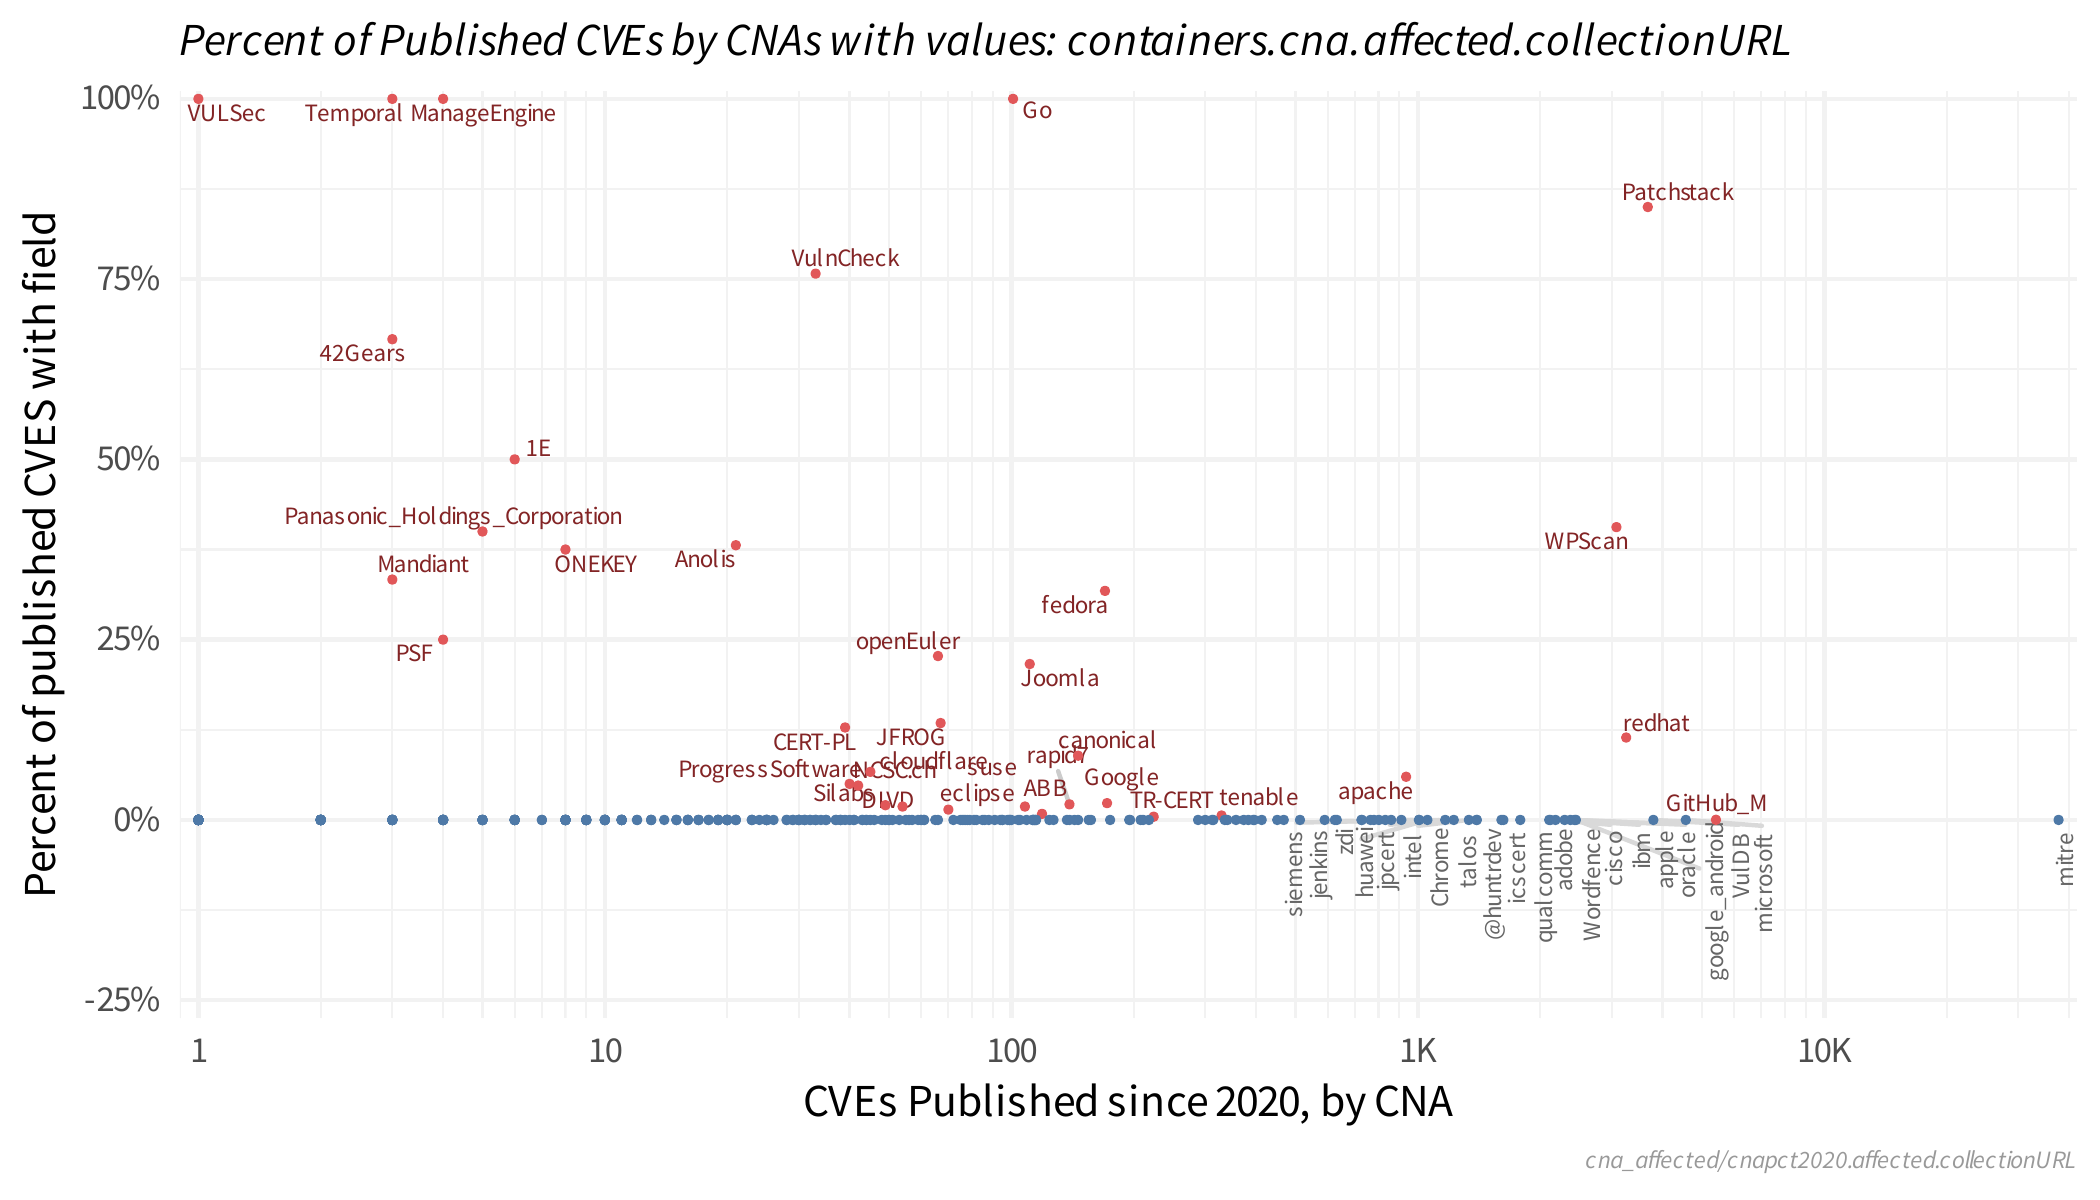 Percent of Published CVEs by CNAs with values: containers.cna.affected.collectionURL
Percent of published CVES with field
100%
75%
50%
25%
0%
-25%
VULSec
Temporal
ManageEngine
Go
Patchstack
VulnCheck
42Gears
1E
Panasonic_Holdings_Corporation
WPScan
Mandiant
ONEKEY
Anolis
fedora
openEuler
PSF
Joomla
redhat
CERT-PL
JFROG
canonical
rapid7
cloudflare
suse
ProgressSoftware
NCSC.ch
Google
Silabs
DIVD
eclipse
ABB
TR-CERT
tenable
apache
GitHub_M
siemens
jenkins
zdi
huawei
jpcert
intel
Chrome
talos
@huntrdev
icscert
qualcomm
adobe
Wordfence
cisco
ibm
apple
oracle
google_android
VulDB
microsoft
mitre
1
10
100
1K
10K
CVEs Published since 2020, by CNA
cna_affected/cnapct2020.affected.collectionURL